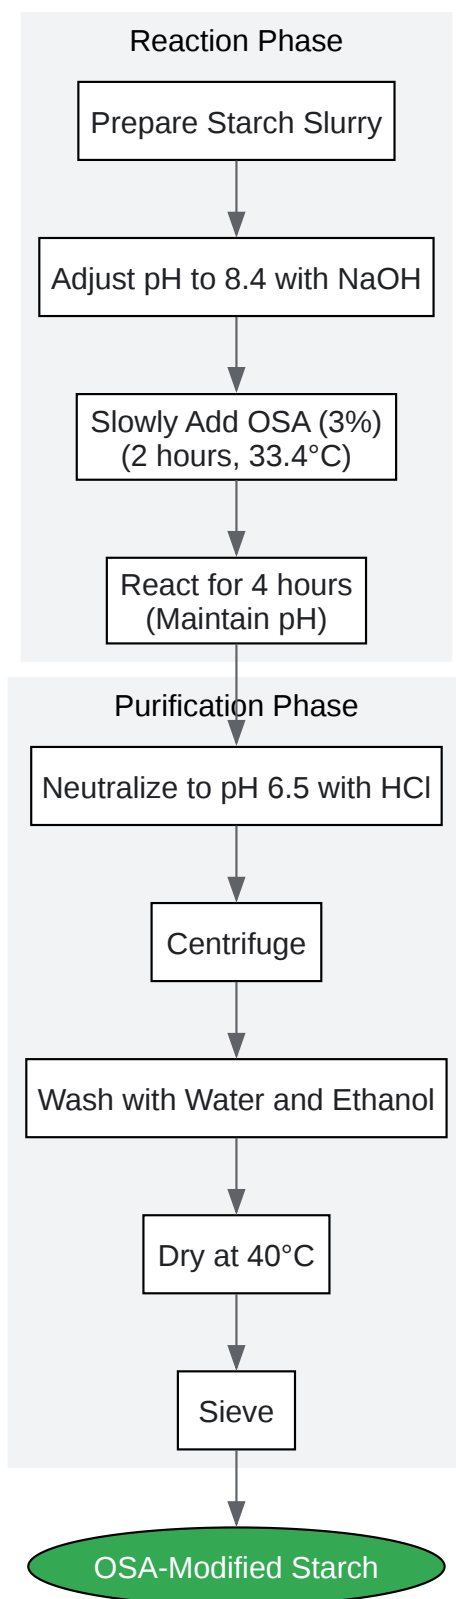 Reaction Phase
Prepare Starch Slurry
Adjust pH to 8.4 with NaOH
Slowly Add OSA (3%)
(2 hours, 33.4°C)
React for 4 hours
(Maintain pH)
Purification Phase
Neutralize to pH 6.5 with HCl
Centrifuge
Wash with Water and Ethanol
Dry at 40°C
Sieve
OSA-Modified Starch